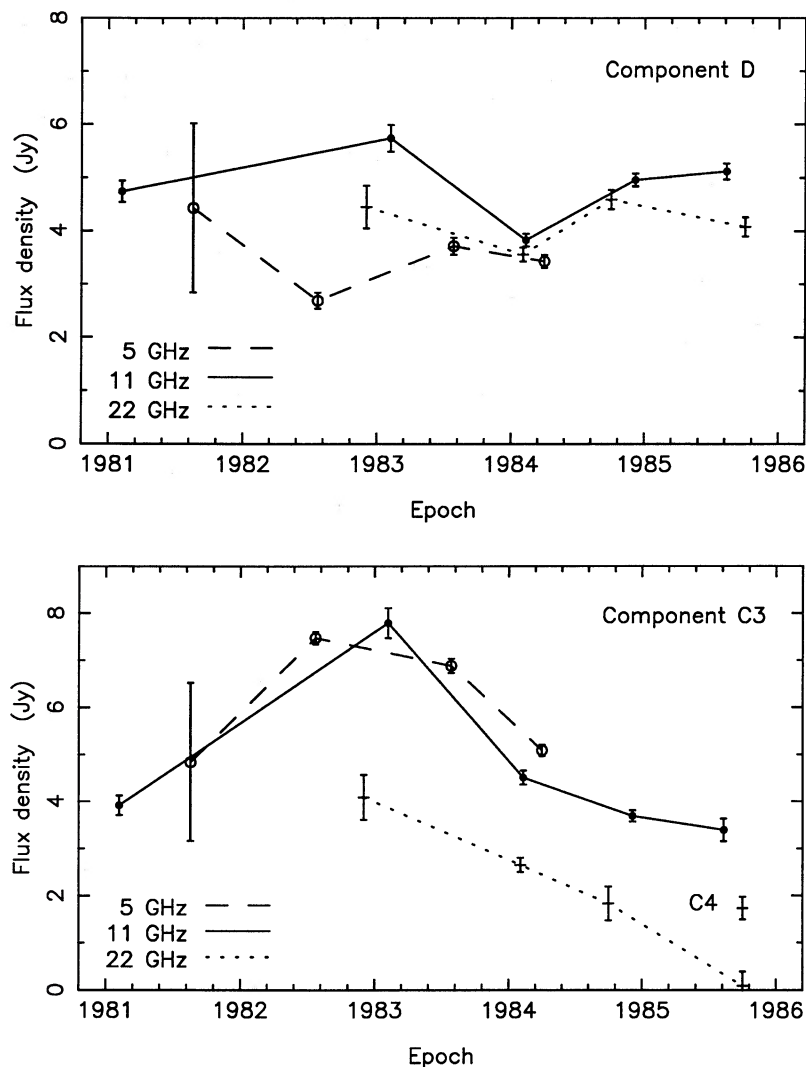 8
Component D
6
Flux density (Jy)
4
2
5 GHz
11 GHz
22 GHz
0
1981 1982 1983 1984 1985 1986
Epoch
8
Component C3
6
Flux density (Jy)
4
2
C4
5 GHz
11 GHz
22 GHz
0
1981 1982 1983 1984 1985 1986
Epoch